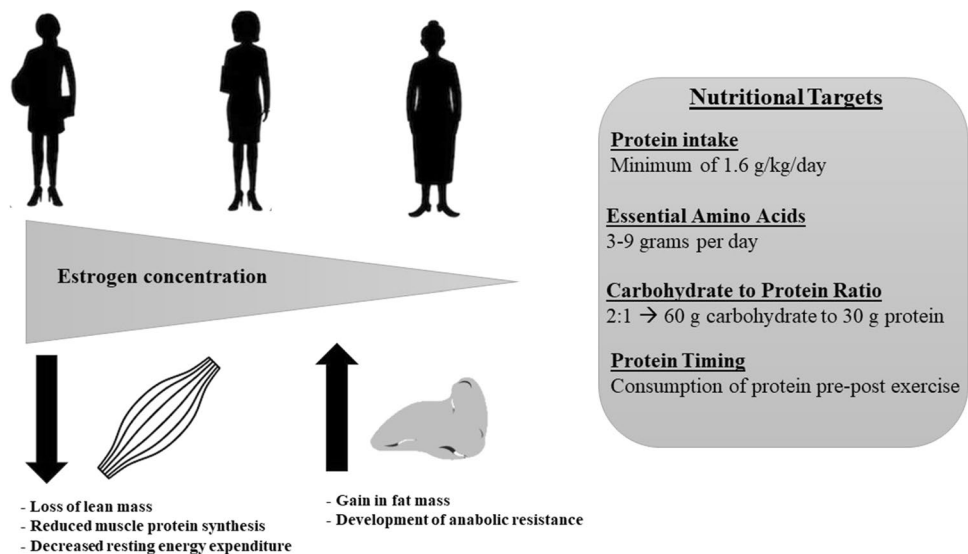 Estrogen concentration
- Loss of lean mass
- Reduced muscle protein synthesis
- Decreased resting energy expenditure
- Gain in fat mass
- Development of anabolic resistance
Nutritional Targets
Protein intake
Minimum of 1.6 g/kg/day
Essential Amino Acids
3-9 grams per day
Carbohydrate to Protein Ratio
2:1 → 60 g carbohydrate to 30 g protein
Protein Timing
Consumption of protein pre-post exercise